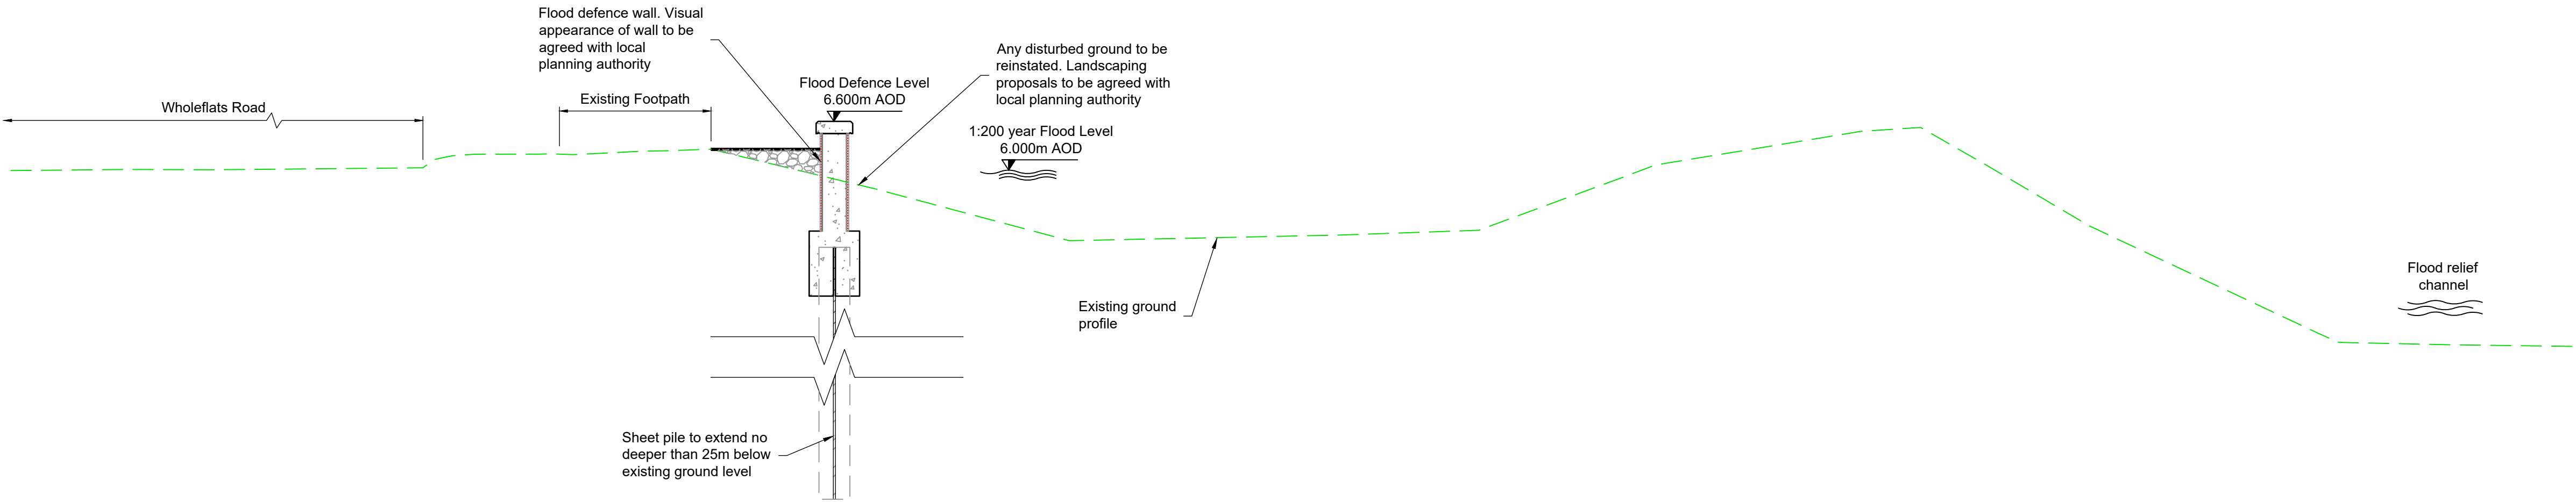 Flood defence wall. Visual
appearance of wall to be
agreed with local
planning authority
Any disturbed ground to be
reinstated. Landscaping
proposals to be agreed with
local planning authority
Flood Defence Level
6.600m AOD
Wholeflats Road
Existing Footpath
1:200 year Flood Level
6.000m AOD
Flood relief
channel
Existing ground
profile
Sheet pile to extend no
deeper than 25m below
existing ground level